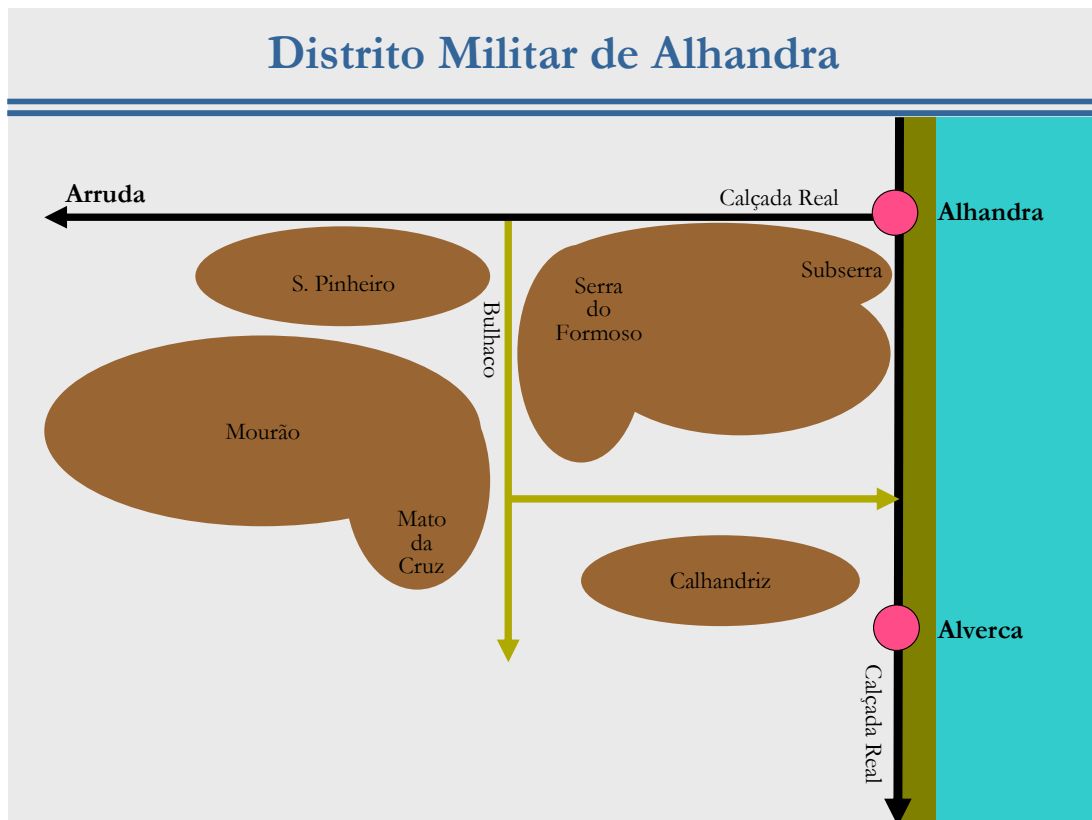 Distrito Militar de Alhandra
Arruda
Calçada Real
Alhandra
Subserra
S. Pinheiro
Serra
do
Formoso
Bulhaco
Mourão
Mato
da
Cruz
Calhandriz
Alverca
Calçada Real